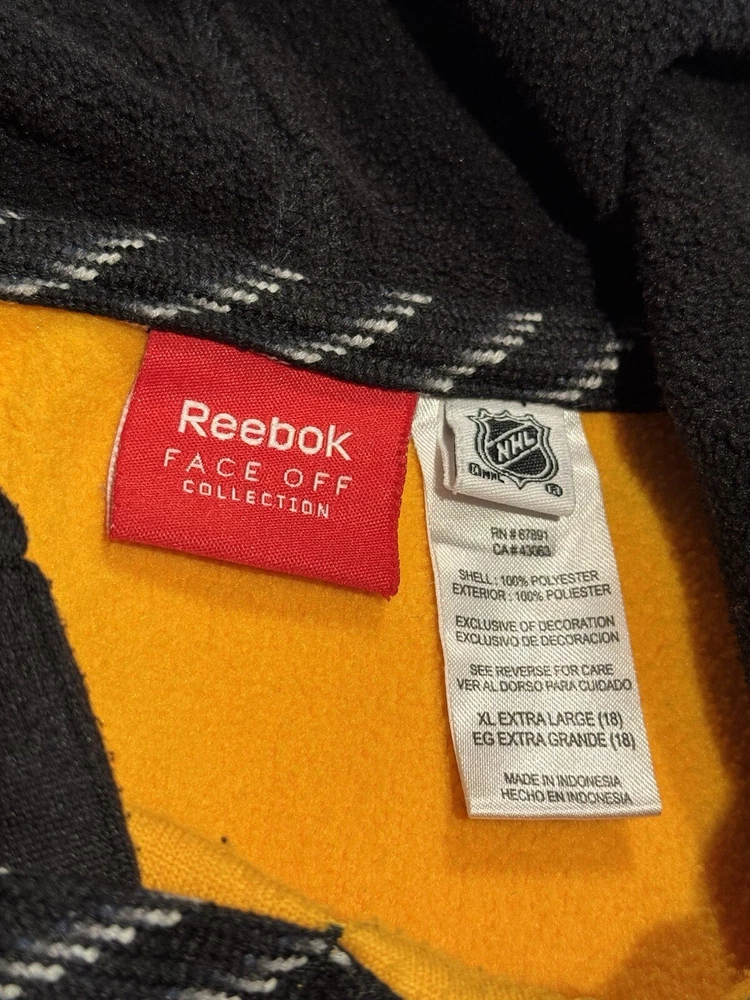 Reebok
FACE OFF
COLLECTION
NHL
RN # 67891
CA # 43063
SHELL : 100% POLYESTER
EXTERIOR : 100% POLIESTER
EXCLUSIVE OF DECORATION
EXCLUSIVO DE DECORACION
SEE REVERSE FOR CARE
VER AL DORSO PARA CUIDADO
XL EXTRA LARGE (18)
EG EXTRA GRANDE (18)
MADE IN INDONESIA
HECHO EN INDONESIA